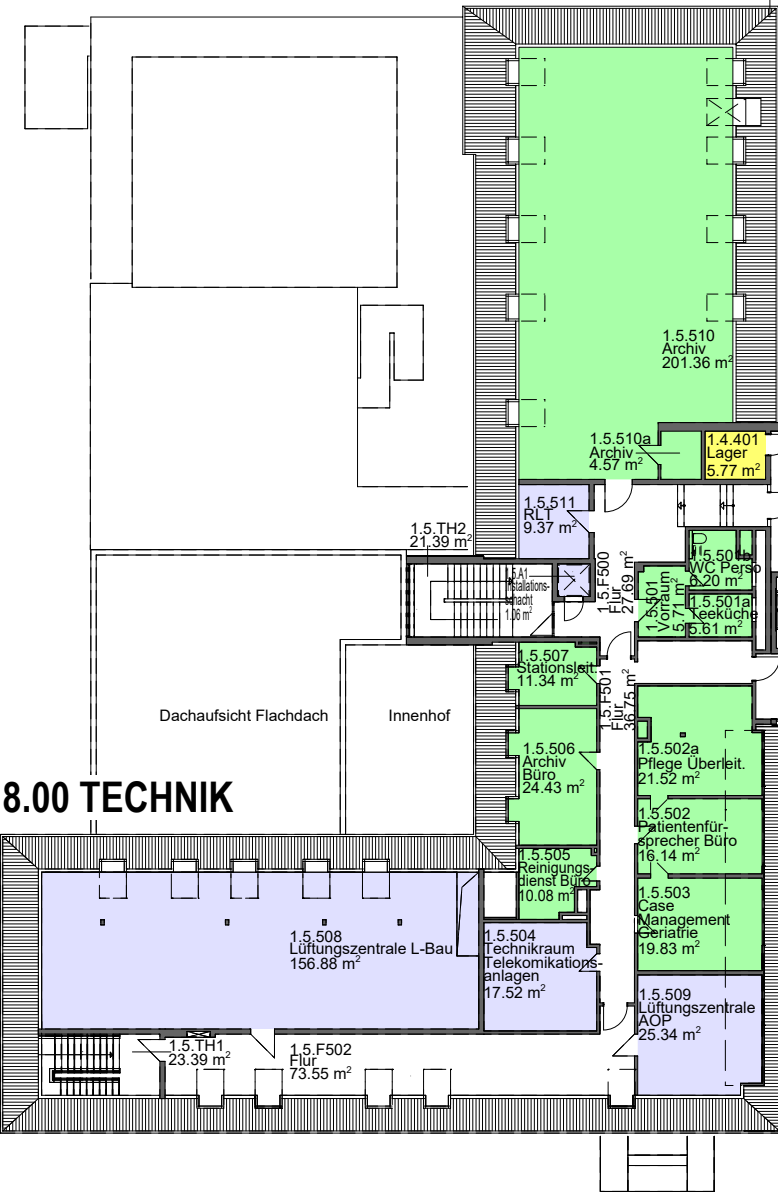 1.5.510
Archiv
201.36 m²
1.5.510a
Archiv
4.57 m²
1.4.401
Lager
5.77 m²
1.5.511
RLT
9.37 m²
1.5.TH2
21.39 m²
1.5.A1
Installations-
schacht
1.06 m²
1.5.F500
Flur
27.69 m²
1.5.501b
WC Perso
6.20 m²
1.5.501
Vorraum
5.71 m²
1.5.501a
Teeküche
5.61 m²
1.5.507
Stationsleit.
11.34 m²
1.5.F501
Flur
36.75 m²
Dachaufsicht Flachdach
Innenhof
1.5.506
Archiv
Büro
24.43 m²
1.5.502a
Pflege Überleit.
21.52 m²
8.00 TECHNIK
1.5.502
Patientenfür-
sprecher Büro
16.14 m²
1.5.505
Reinigungs-
dienst Büro
10.08 m²
1.5.503
Case
Management
Geriatrie
19.83 m²
1.5.508
Lüftungszentrale L-Bau
156.88 m²
1.5.504
Technikraum
Telekomikations-
anlagen
17.52 m²
1.5.509
Lüftungszentrale
AOP
25.34 m²
1.5.TH1
23.39 m²
1.5.F502
Flur
73.55 m²